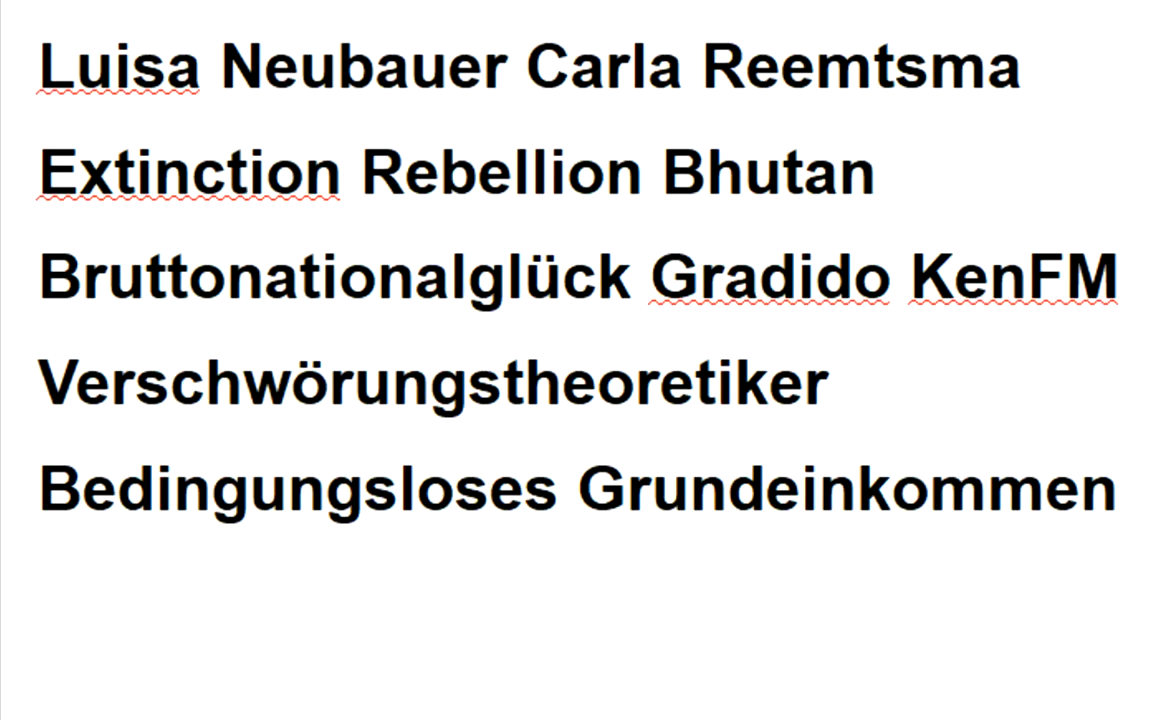 Luisa Neubauer Carla Reemtsma
Extinction Rebellion Bhutan
Bruttonationalglück Gradido KenFM
Verschwörungstheoretiker
Bedingungsloses Grundeinkommen